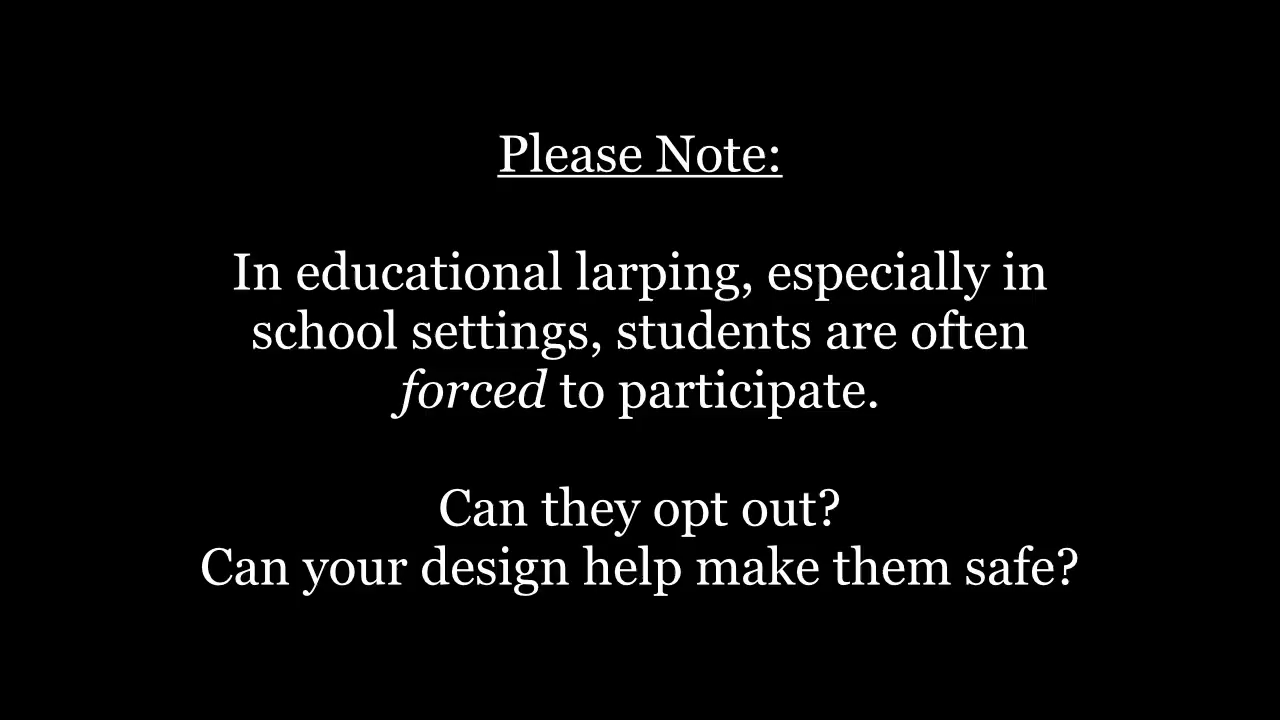 Please Note:
In educational larping, especially in
school settings, students are often
forced to participate.
Can they opt out?
Can your design help make them safe?